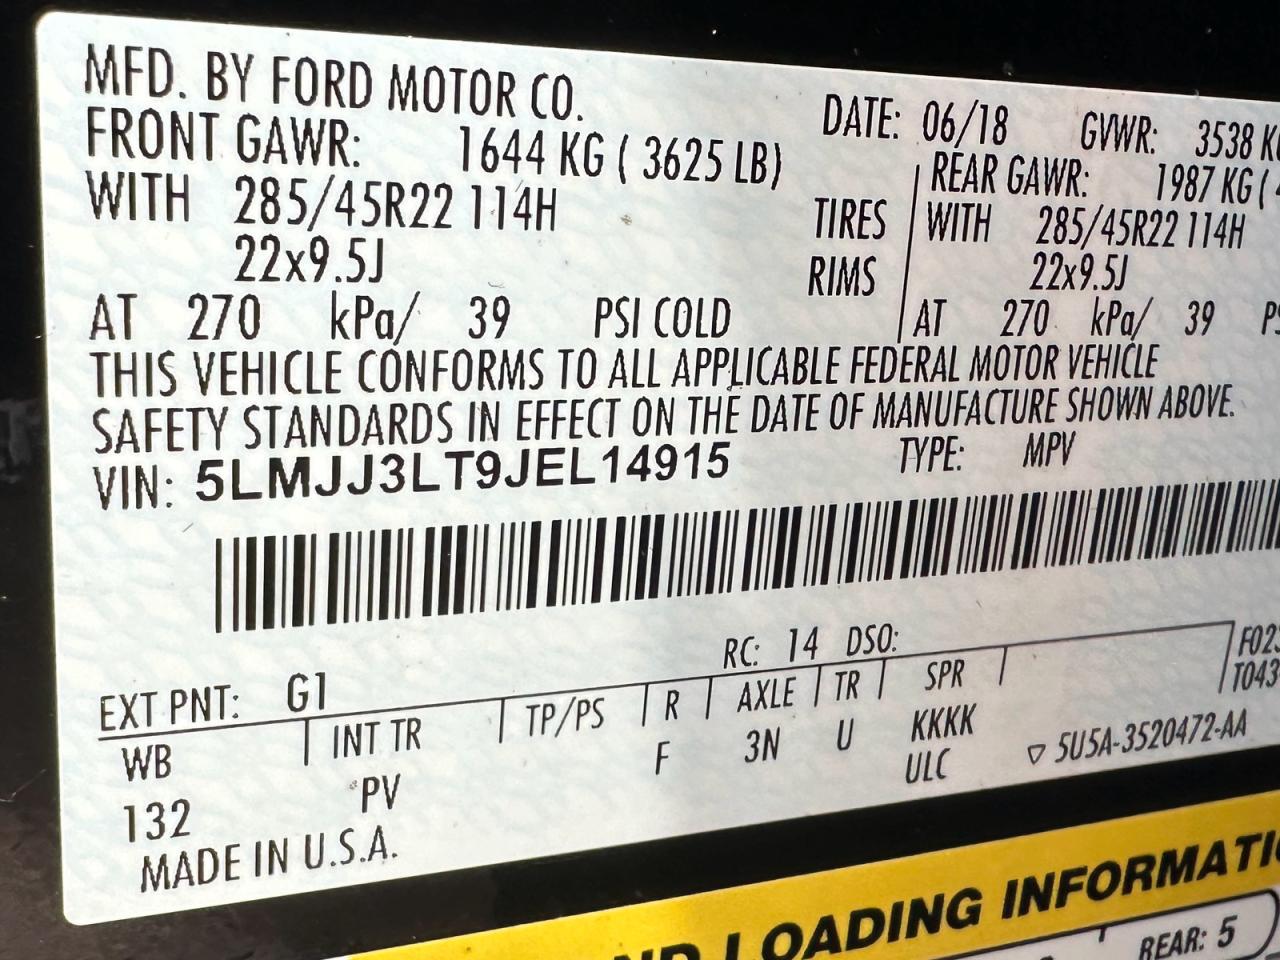 MFD. BY FORD MOTOR CO.
DATE: 06/18 GVWR: 3538 KG
FRONT GAWR: 1644 KG ( 3625 LB)
REAR GAWR: 1987 KG (
WITH 285/45R22 114H TIRES
WITH 285/45R22 114H
22x9.5J RIMS
22x9.5J
AT 270 kPa/ 39 PSI COLD
AT 270 kPa/ 39 PS
THIS VEHICLE CONFORMS TO ALL APPLICABLE FEDERAL MOTOR VEHICLE
SAFETY STANDARDS IN EFFECT ON THE DATE OF MANUFACTURE SHOWN ABOVE.
VIN: 5LMJJ3LT9JEL14915 TYPE: MPV
EXT PNT: G1 RC: 14 DSO:
WB INT TR TP/PS R AXLE TR SPR
132 PV F 3N U KKKK
ULC
F023
T043
▽ 5U5A-3520472-AA
MADE IN U.S.A.
ND LOADING INFORMATI
REAR: 5